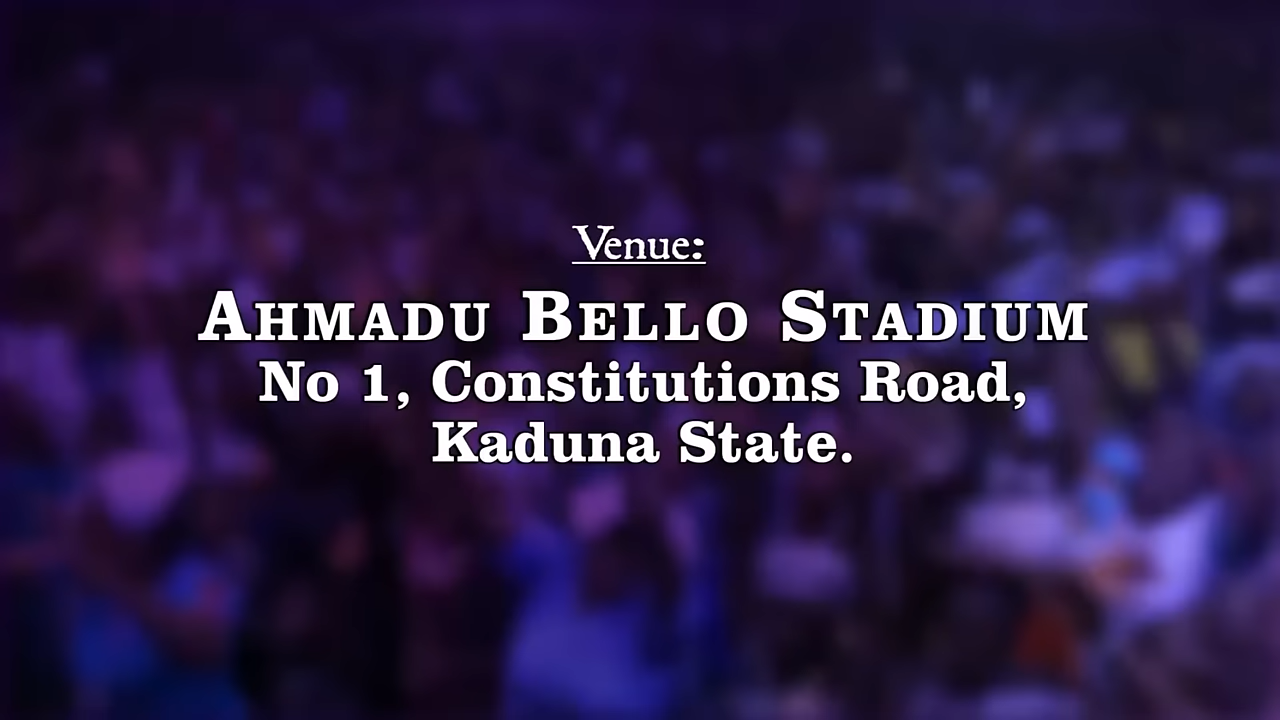 Venue:
AHMADU BELLO STADIUM
No 1, Constitutions Road,
Kaduna State.